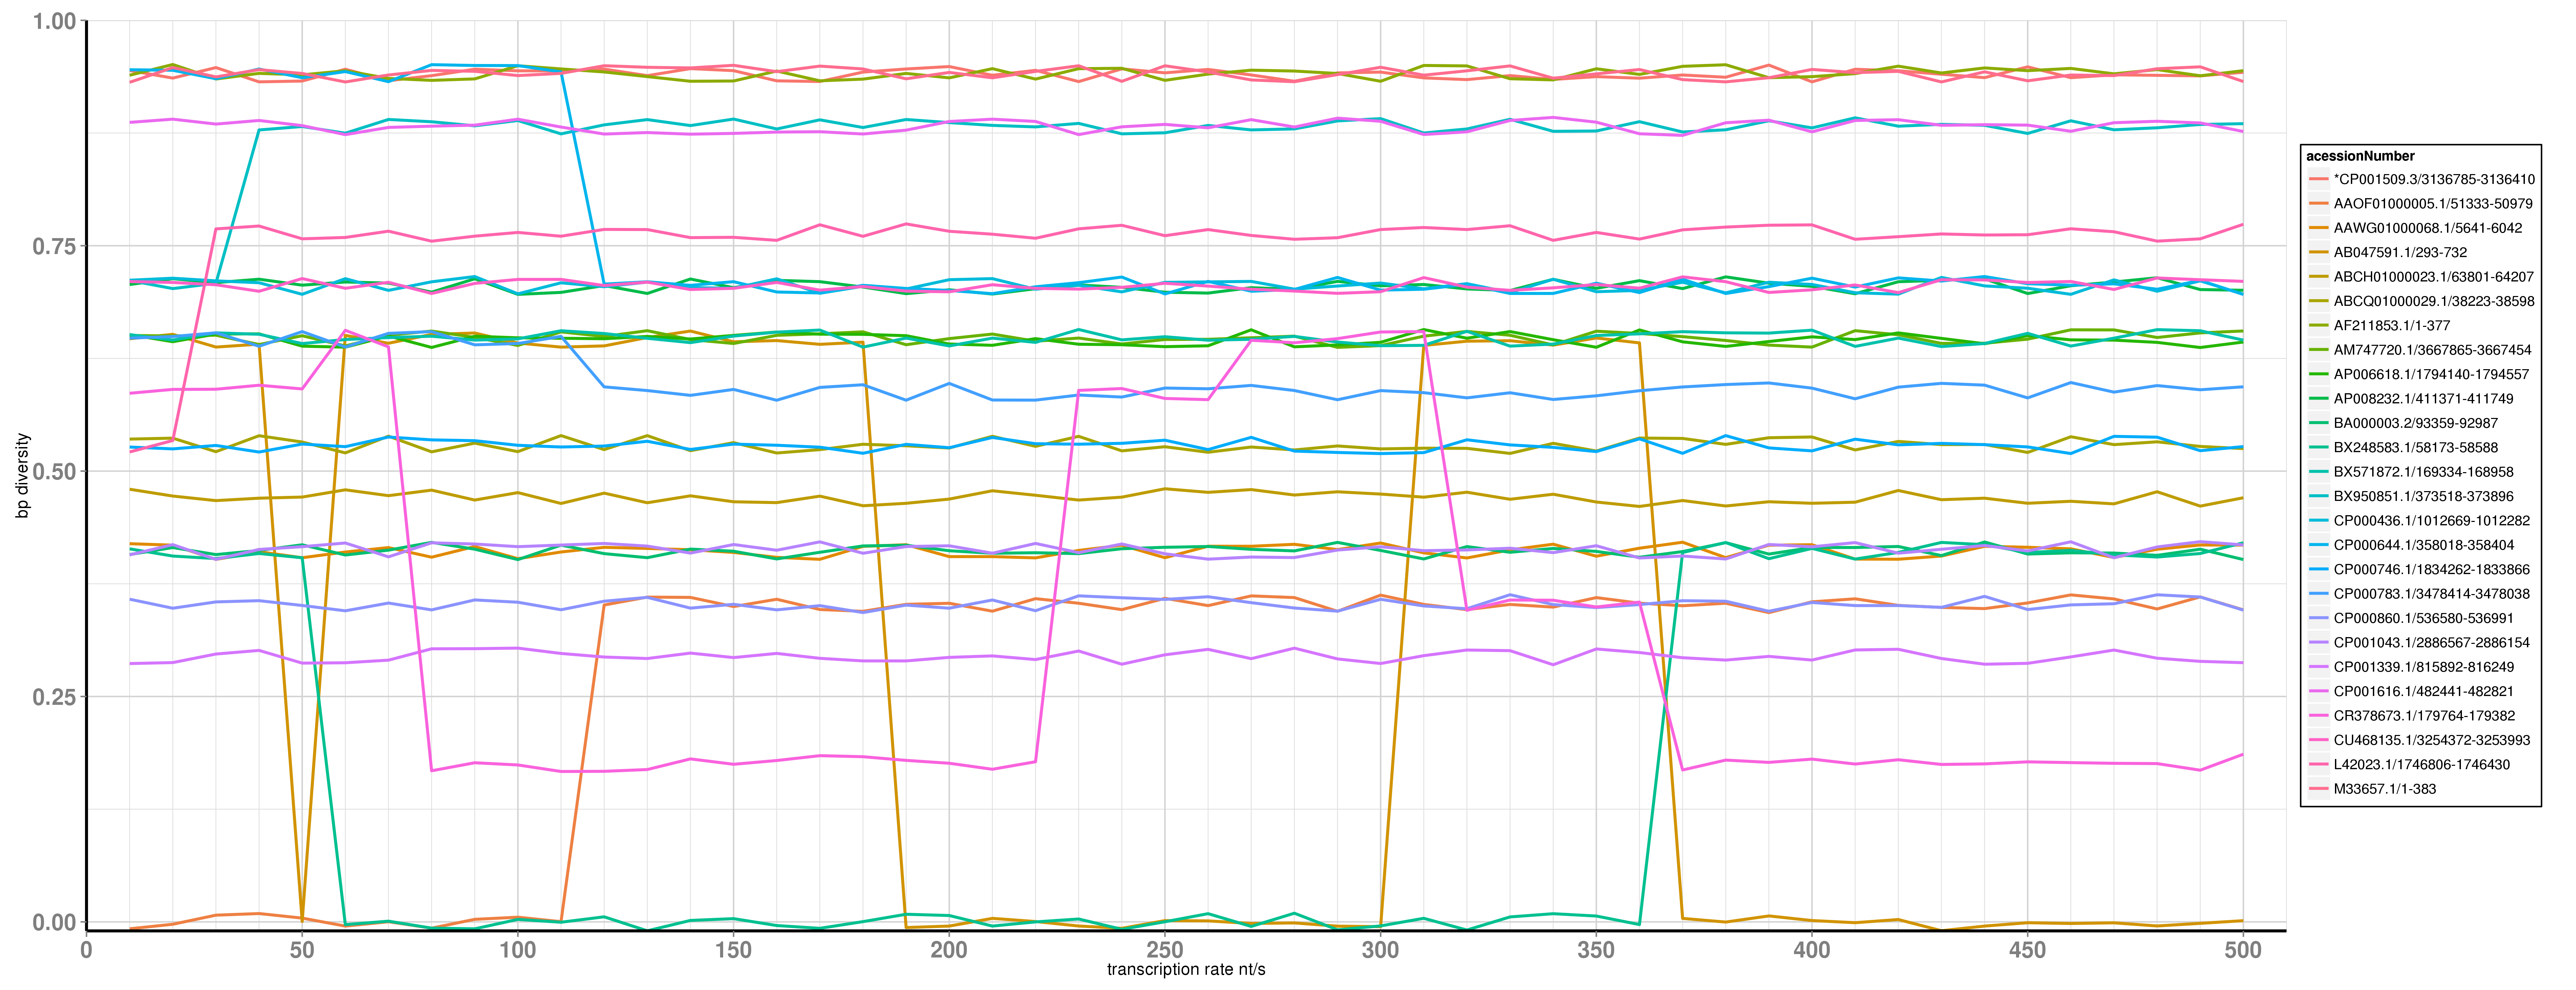 1.00
0.75
0.50
0.25
0.00
bp diversity
0
50
100
150
200
250
300
350
400
450
500
transcription rate nt/s
acessionNumber
*CP001509.3/3136785-3136410
AAOF01000005.1/51333-50979
AAWG01000068.1/5641-6042
AB047591.1/293-732
ABCH01000023.1/63801-64207
ABCQ01000029.1/38223-38598
AF211853.1/1-377
AM747720.1/3667865-3667454
AP006618.1/1794140-1794557
AP008232.1/411371-411749
BA000003.2/93359-92987
BX248583.1/58173-58588
BX571872.1/169334-168958
BX950851.1/373518-373896
CP000436.1/1012669-1012282
CP000644.1/358018-358404
CP000746.1/1834262-1833866
CP000783.1/3478414-3478038
CP000860.1/536580-536991
CP001043.1/2886567-2886154
CP001339.1/815892-816249
CP001616.1/482441-482821
CR378673.1/179764-179382
CU468135.1/3254372-3253993
L42023.1/1746806-1746430
M33657.1/1-383